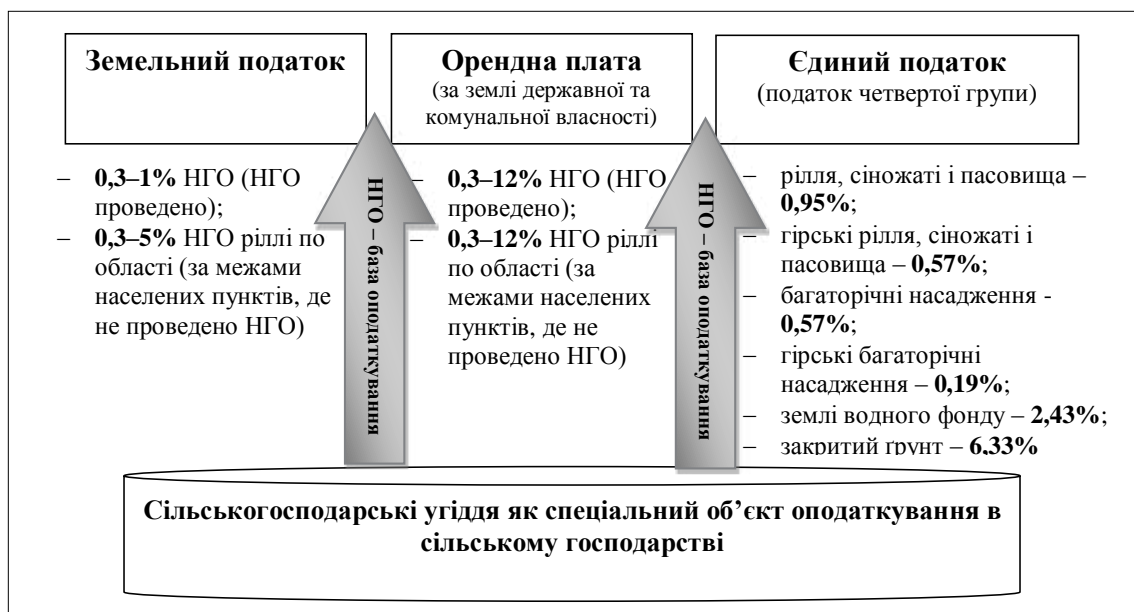 Земельний податок
Орендна плата
(за землі державної та
комунальної власності)
Єдиний податок
(податок четвертої групи)
– 0,3–1% НГО (НГО
проведено);
– 0,3–5% НГО ріллі по
області (за межами
населених пунктів, де
не проведено НГО)
НГО – база оподаткування
– 0,3–12% НГО (НГО
проведено);
– 0,3–12% НГО ріллі
по області (за
межами населених
пунктів, де не
проведено НГО)
НГО – база оподаткування
– рілля, сіножаті і пасовища –
0,95%;
– гірські рілля, сіножаті і
пасовища – 0,57%;
– багаторічні насадження -
0,57%;
– гірські багаторічні
насадження – 0,19%;
– землі водного фонду – 2,43%;
– закритий ґрунт – 6,33%
Сільськогосподарські угіддя як спеціальний об’єкт оподаткування в
сільському господарстві